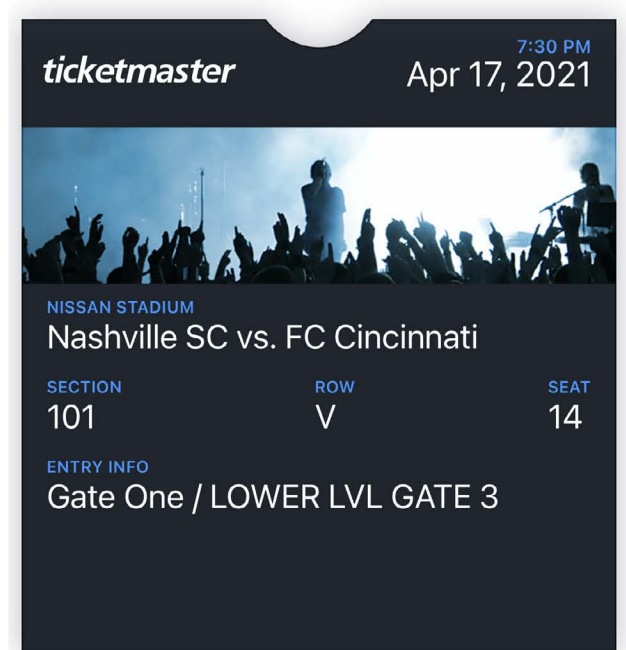 ticketmaster
7:30 PM
Apr 17, 2021
NISSAN STADIUM
Nashville SC vs. FC Cincinnati
SECTION ROW SEAT
101 V 14
ENTRY INFO
Gate One / LOWER LVL GATE 3